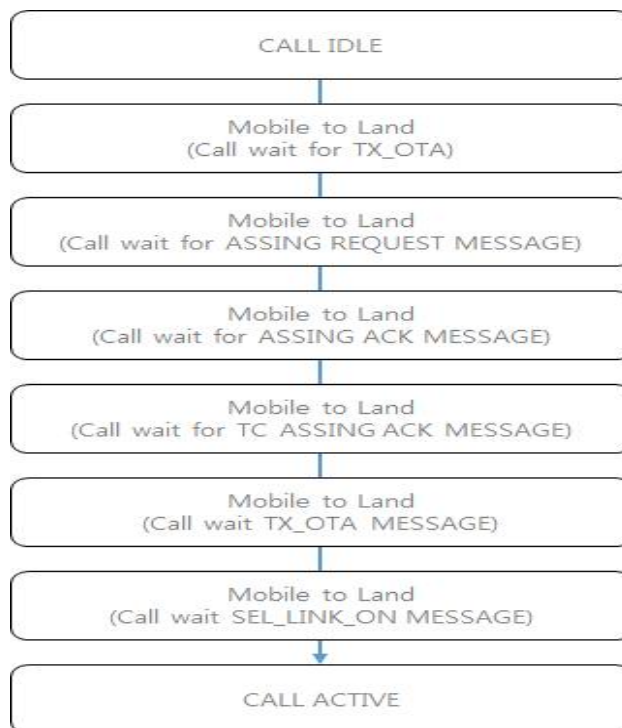 CALL IDLE
Mobile to Land
(Call wait for TX_OTA)
Mobile to Land
(Call wait for ASSING REQUEST MESSAGE)
Mobile to Land
(Call wait for ASSING ACK MESSAGE)
Mobile to Land
(Call wait for TC ASSING ACK MESSAGE)
Mobile to Land
(Call wait TX_OTA MESSAGE)
Mobile to Land
(Call wait SEL_LINK_ON MESSAGE)
CALL ACTIVE